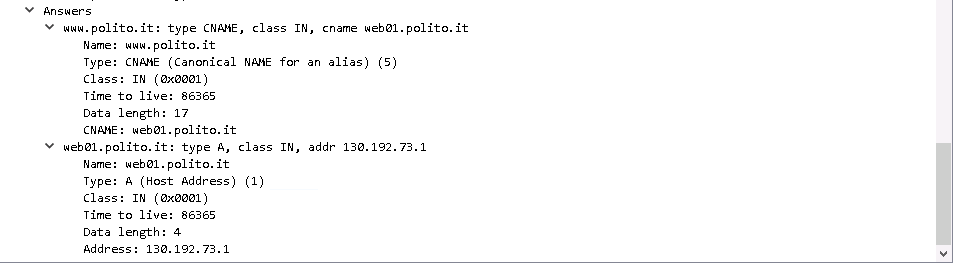 Answers
www.polito.it: type CNAME, class IN, cname web01.polito.it
Name: www.polito.it
Type: CNAME (Canonical NAME for an alias) (5)
Class: IN (0x0001)
Time to live: 86365
Data length: 17
CNAME: web01.polito.it
web01.polito.it: type A, class IN, addr 130.192.73.1
Name: web01.polito.it
Type: A (Host Address) (1)
Class: IN (0x0001)
Time to live: 86365
Data length: 4
Address: 130.192.73.1